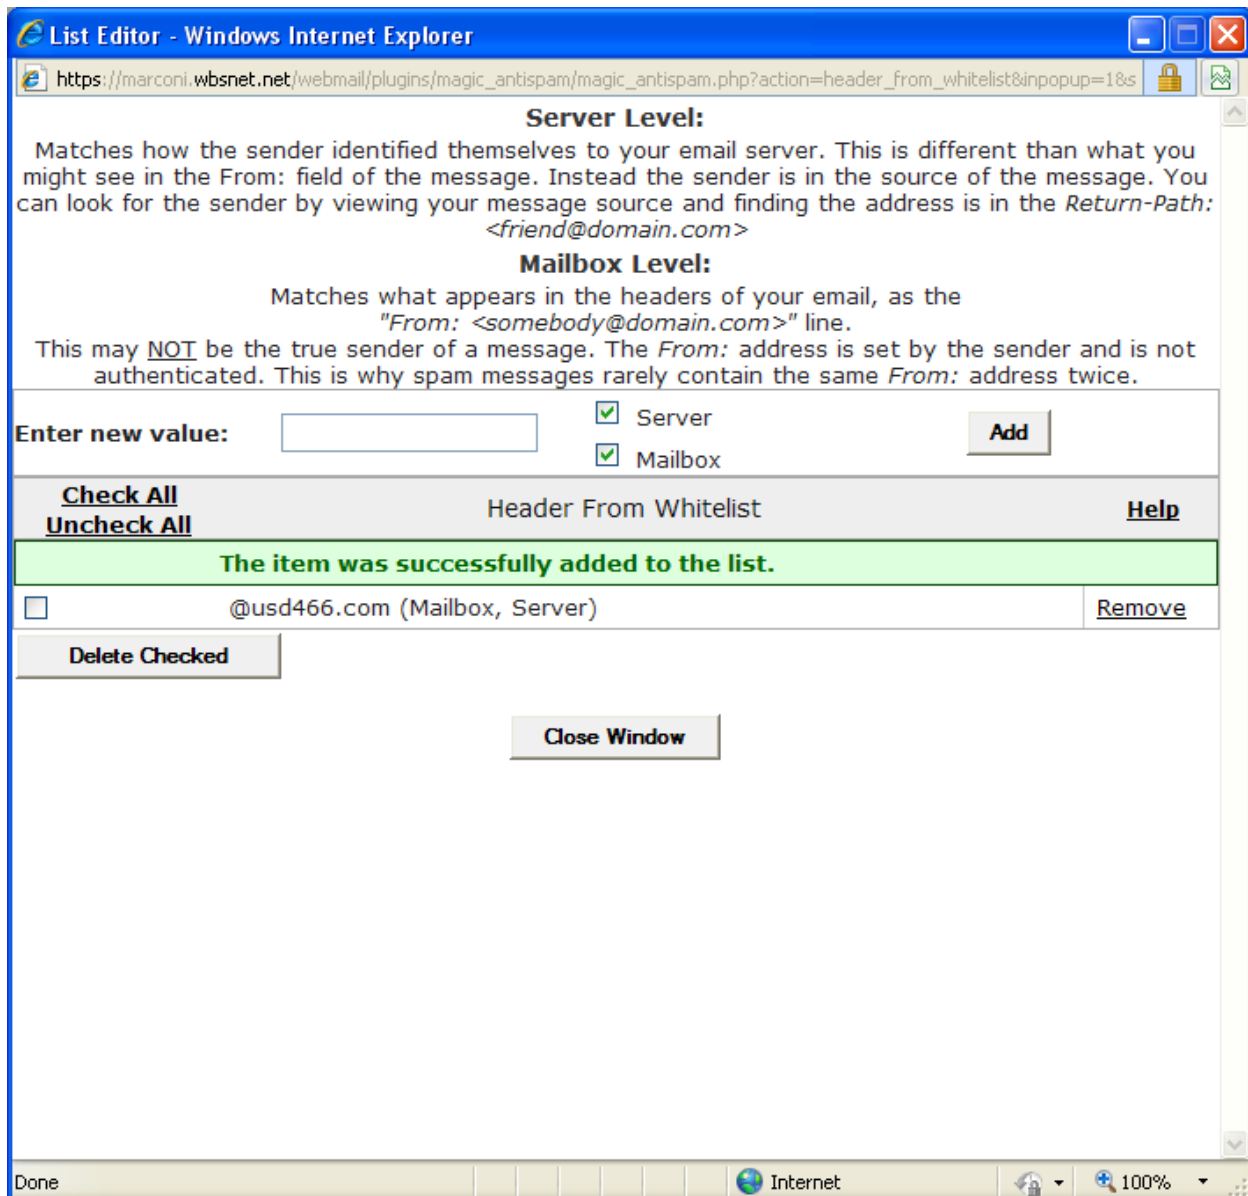 List Editor - Windows Internet Explorer
https://marconi.wbsnet.net/webmail/plugins/magic_antispam/magic_antispam.php?action=header_from_whitelist&inpopup=1&s
Server Level:
Matches how the sender identified themselves to your email server. This is different than what you
might see in the From: field of the message. Instead the sender is in the source of the message. You
can look for the sender by viewing your message source and finding the address is in the Return-Path:
<friend@domain.com>
Mailbox Level:
Matches what appears in the headers of your email, as the
"From: <somebody@domain.com>" line.
This may NOT be the true sender of a message. The From: address is set by the sender and is not
authenticated. This is why spam messages rarely contain the same From: address twice.
Enter new value:
Server
Mailbox
Add
Check All
Uncheck All
Header From Whitelist
Help
The item was successfully added to the list.
@usd466.com (Mailbox, Server)
Remove
Delete Checked
Close Window
Done
Internet
100%